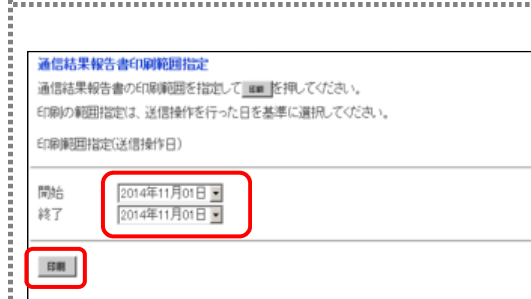 通信結果報告書印刷範囲指定
通信結果報告書の印刷範囲を指定して 印刷 を押してください。
印刷の範囲指定は、送信操作を行った日を基準に選択してください。
印刷範囲指定(送信操作日)
開始 2014年11月01日
終了 2014年11月01日
印刷